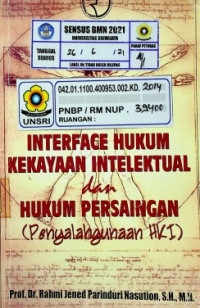 SENSUS BMN 2021
UNIVERSITAS SRIWIJAYA
TANGGAL SENSUS
26 / 6 / 21
PARAF PETUGAS
LABEL INI TIDAK BOLEH DILEPAS
UNSRI
042.01.1100.400953.002.KD. 2014
PNBP / RM NUP . 39400
RUANGAN :
INTERFACE HUKUM
KEKAYAAN INTELEKTUAL
dan
HUKUM PERSAINGAN
(Penyalahgunaan HKI)
Prof. Dr. Rahmi Jened Parinduri Nasution, S.H., M.H.